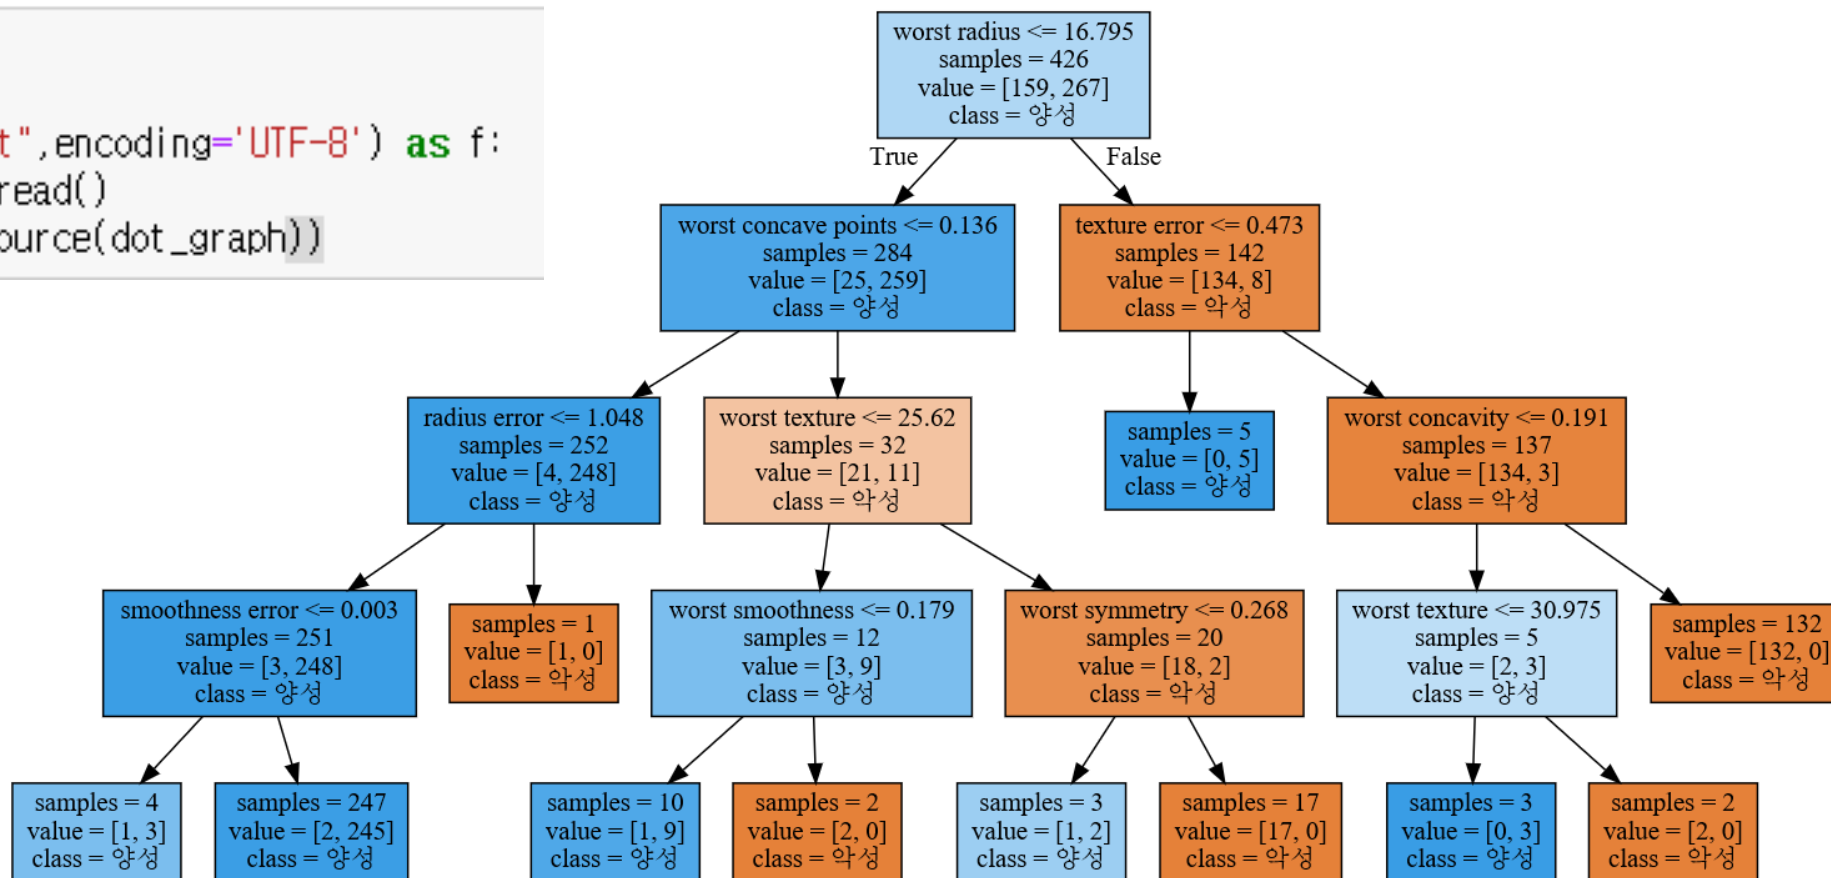 t",encoding='UTF-8') as f:
read()
ource(dot_graph))
worst radius <= 16.795
samples = 426
value = [159, 267]
class = 양성
True
False
worst concave points <= 0.136
samples = 284
value = [25, 259]
class = 양성
texture error <= 0.473
samples = 142
value = [134, 8]
class = 악성
radius error <= 1.048
samples = 252
value = [4, 248]
class = 양성
worst texture <= 25.62
samples = 32
value = [21, 11]
class = 악성
samples = 5
value = [0, 5]
class = 양성
worst concavity <= 0.191
samples = 137
value = [134, 3]
class = 악성
smoothness error <= 0.003
samples = 251
value = [3, 248]
class = 양성
samples = 1
value = [1, 0]
class = 악성
worst smoothness <= 0.179
samples = 12
value = [3, 9]
class = 양성
worst symmetry <= 0.268
samples = 20
value = [18, 2]
class = 악성
worst texture <= 30.975
samples = 5
value = [2, 3]
class = 양성
samples = 132
value = [132, 0]
class = 악성
samples = 4
value = [1, 3]
class = 양성
samples = 247
value = [2, 245]
class = 양성
samples = 10
value = [1, 9]
class = 양성
samples = 2
value = [2, 0]
class = 악성
samples = 3
value = [1, 2]
class = 양성
samples = 17
value = [17, 0]
class = 악성
samples = 3
value = [0, 3]
class = 양성
samples = 2
value = [2, 0]
class = 악성